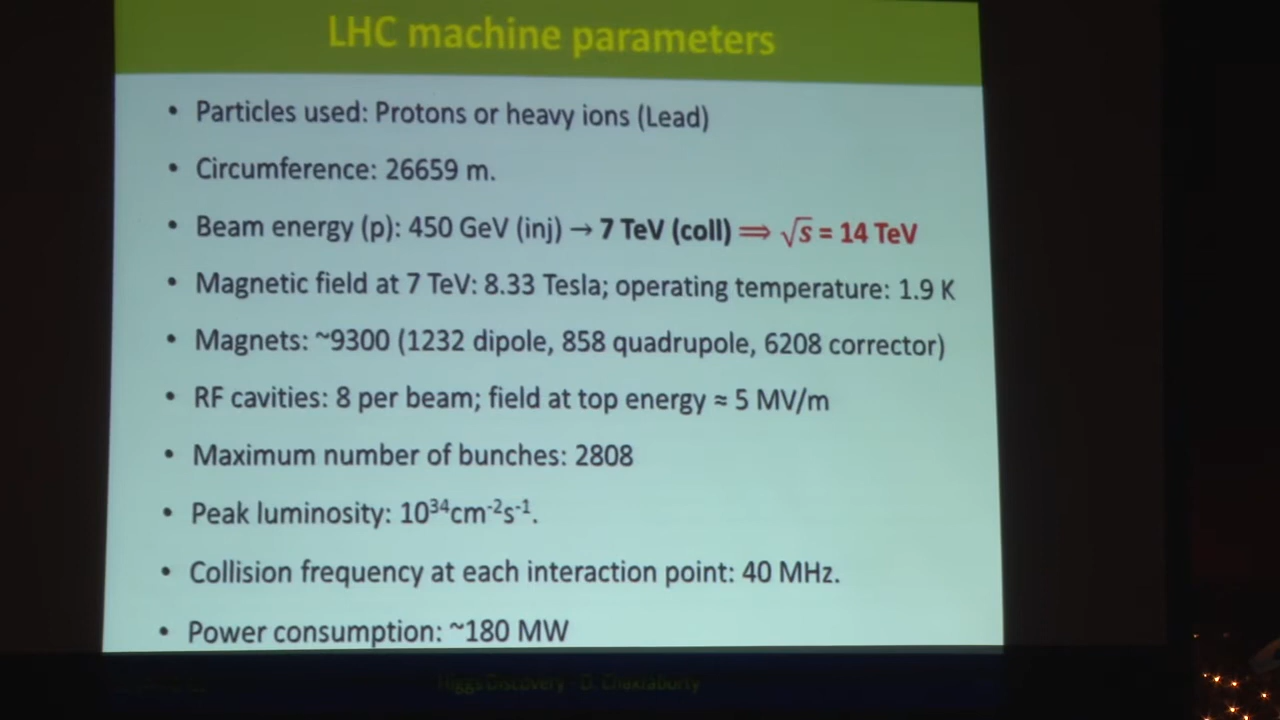 LHC machine parameters
• Particles used: Protons or heavy ions (Lead)
• Circumference: 26659 m.
• Beam energy (p): 450 GeV (inj) → 7 TeV (coll) ⟹ √s = 14 TeV
• Magnetic field at 7 TeV: 8.33 Tesla; operating temperature: 1.9 K
• Magnets: ~9300 (1232 dipole, 858 quadrupole, 6208 corrector)
• RF cavities: 8 per beam; field at top energy ≈ 5 MV/m
• Maximum number of bunches: 2808
• Peak luminosity: 10³⁴cm⁻²s⁻¹.
• Collision frequency at each interaction point: 40 MHz.
• Power consumption: ~180 MW
Higgs Discovery - D. Chakraborty